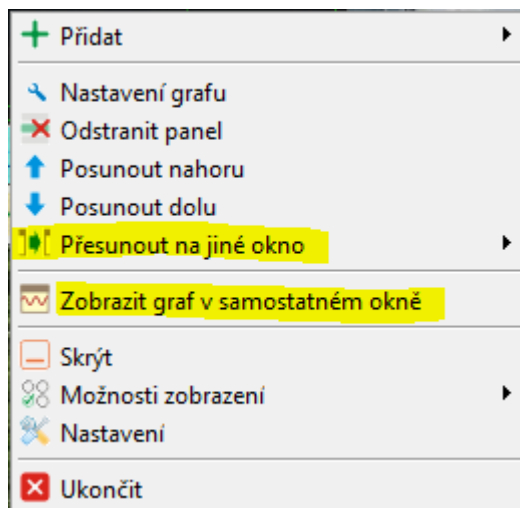 Přidat
Nastavení grafu
Odstranit panel
Posunout nahoru
Posunout dolu
Přesunout na jiné okno
Zobrazit graf v samostatném okně
Skrýt
Možnosti zobrazení
Nastavení
Ukončit